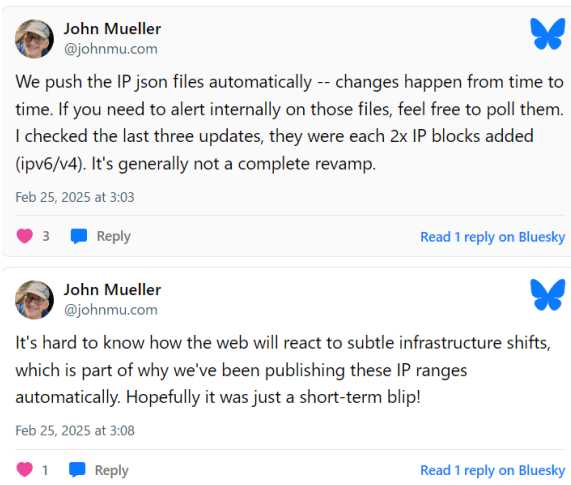 John Mueller
@johnmu.com
We push the IP json files automatically -- changes happen from time to
time. If you need to alert internally on those files, feel free to poll them.
I checked the last three updates, they were each 2x IP blocks added
(ipv6/v4). It's generally not a complete revamp.
Feb 25, 2025 at 3:03
3 Reply Read 1 reply on Bluesky
John Mueller
@johnmu.com
It's hard to know how the web will react to subtle infrastructure shifts,
which is part of why we've been publishing these IP ranges
automatically. Hopefully it was just a short-term blip!
Feb 25, 2025 at 3:08
1 Reply Read 1 reply on Bluesky